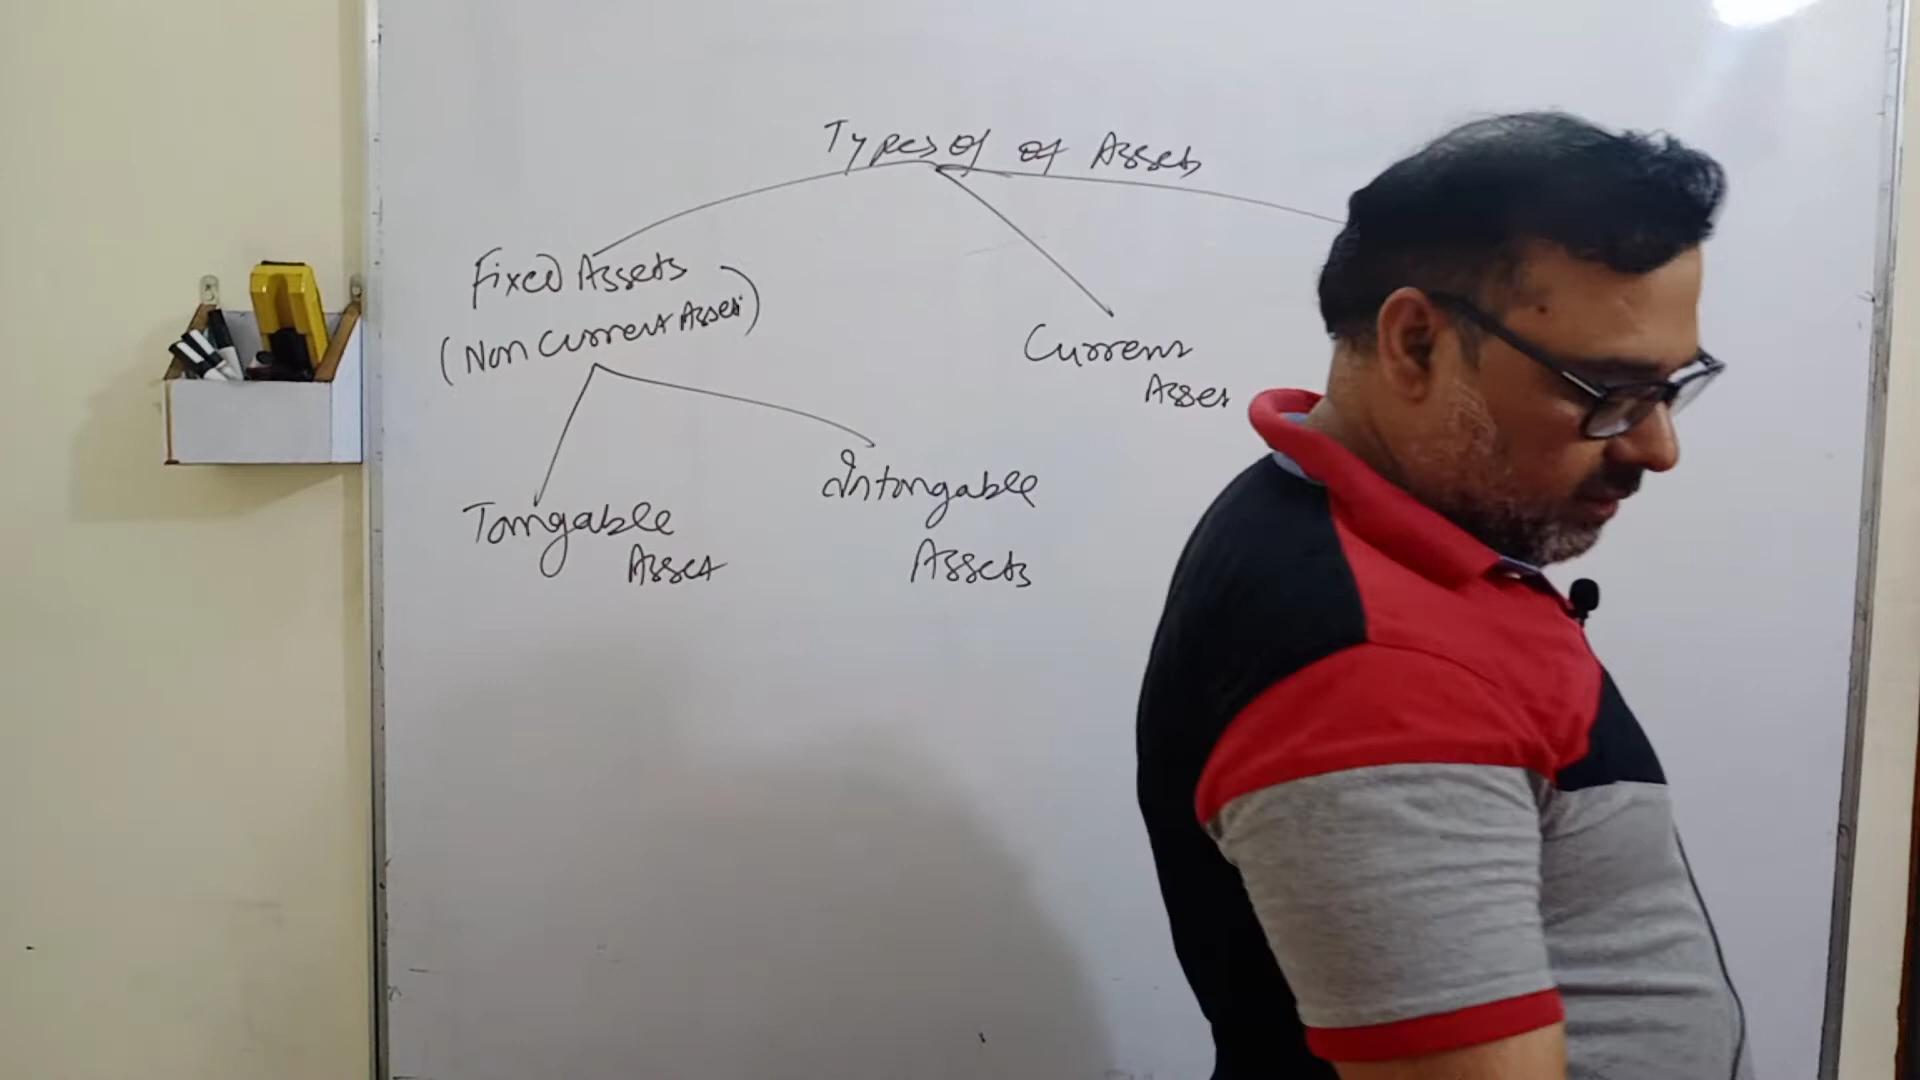 Types of of Assets
Fixed Assets
(Non Current Asset)
Current
Asset
Tangable
Asset
Intangable
Assets